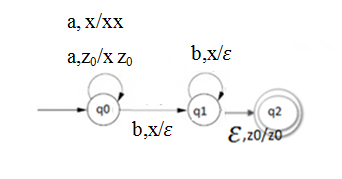 a, x/xx
a,z₀/x z₀
b,x/ε
q0
q1
q2
b,x/ε
ε,z0/z0